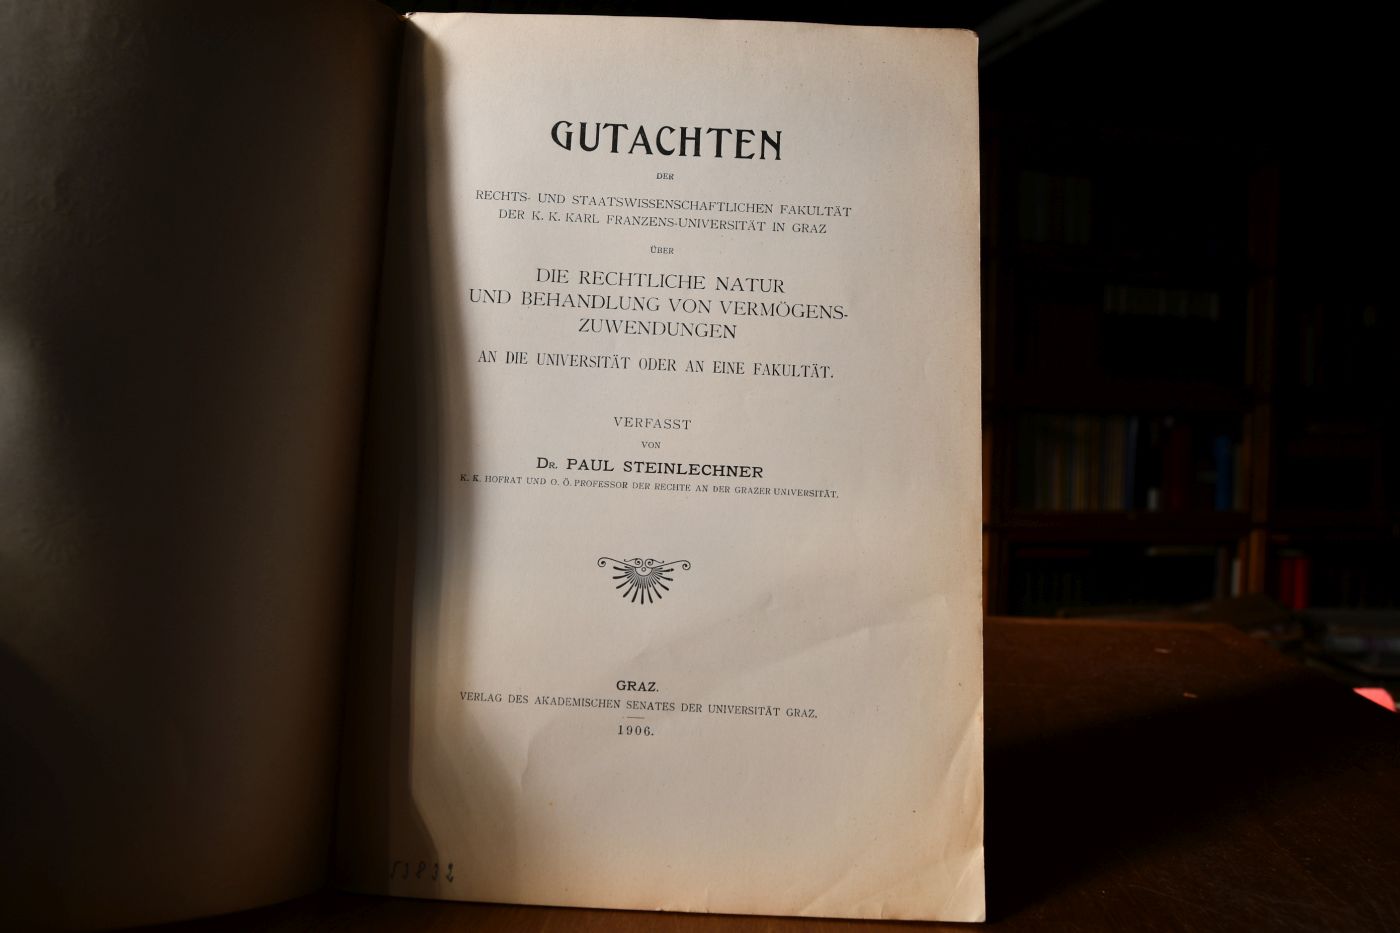 GUTACHTEN
DER
RECHTS- UND STAATSWISSENSCHAFTLICHEN FAKULTÄT
DER K. K. KARL FRANZENS-UNIVERSITÄT IN GRAZ
ÜBER
DIE RECHTLICHE NATUR
UND BEHANDLUNG VON VERMÖGENS-
ZUWENDUNGEN
AN DIE UNIVERSITÄT ODER AN EINE FAKULTÄT.
VERFASST
VON
DR. PAUL STEINLECHNER
K. K. HOFRAT UND O. Ö. PROFESSOR DER RECHTE AN DER GRAZER UNIVERSITÄT.
GRAZ.
VERLAG DES AKADEMISCHEN SENATES DER UNIVERSITÄT GRAZ.
1906.